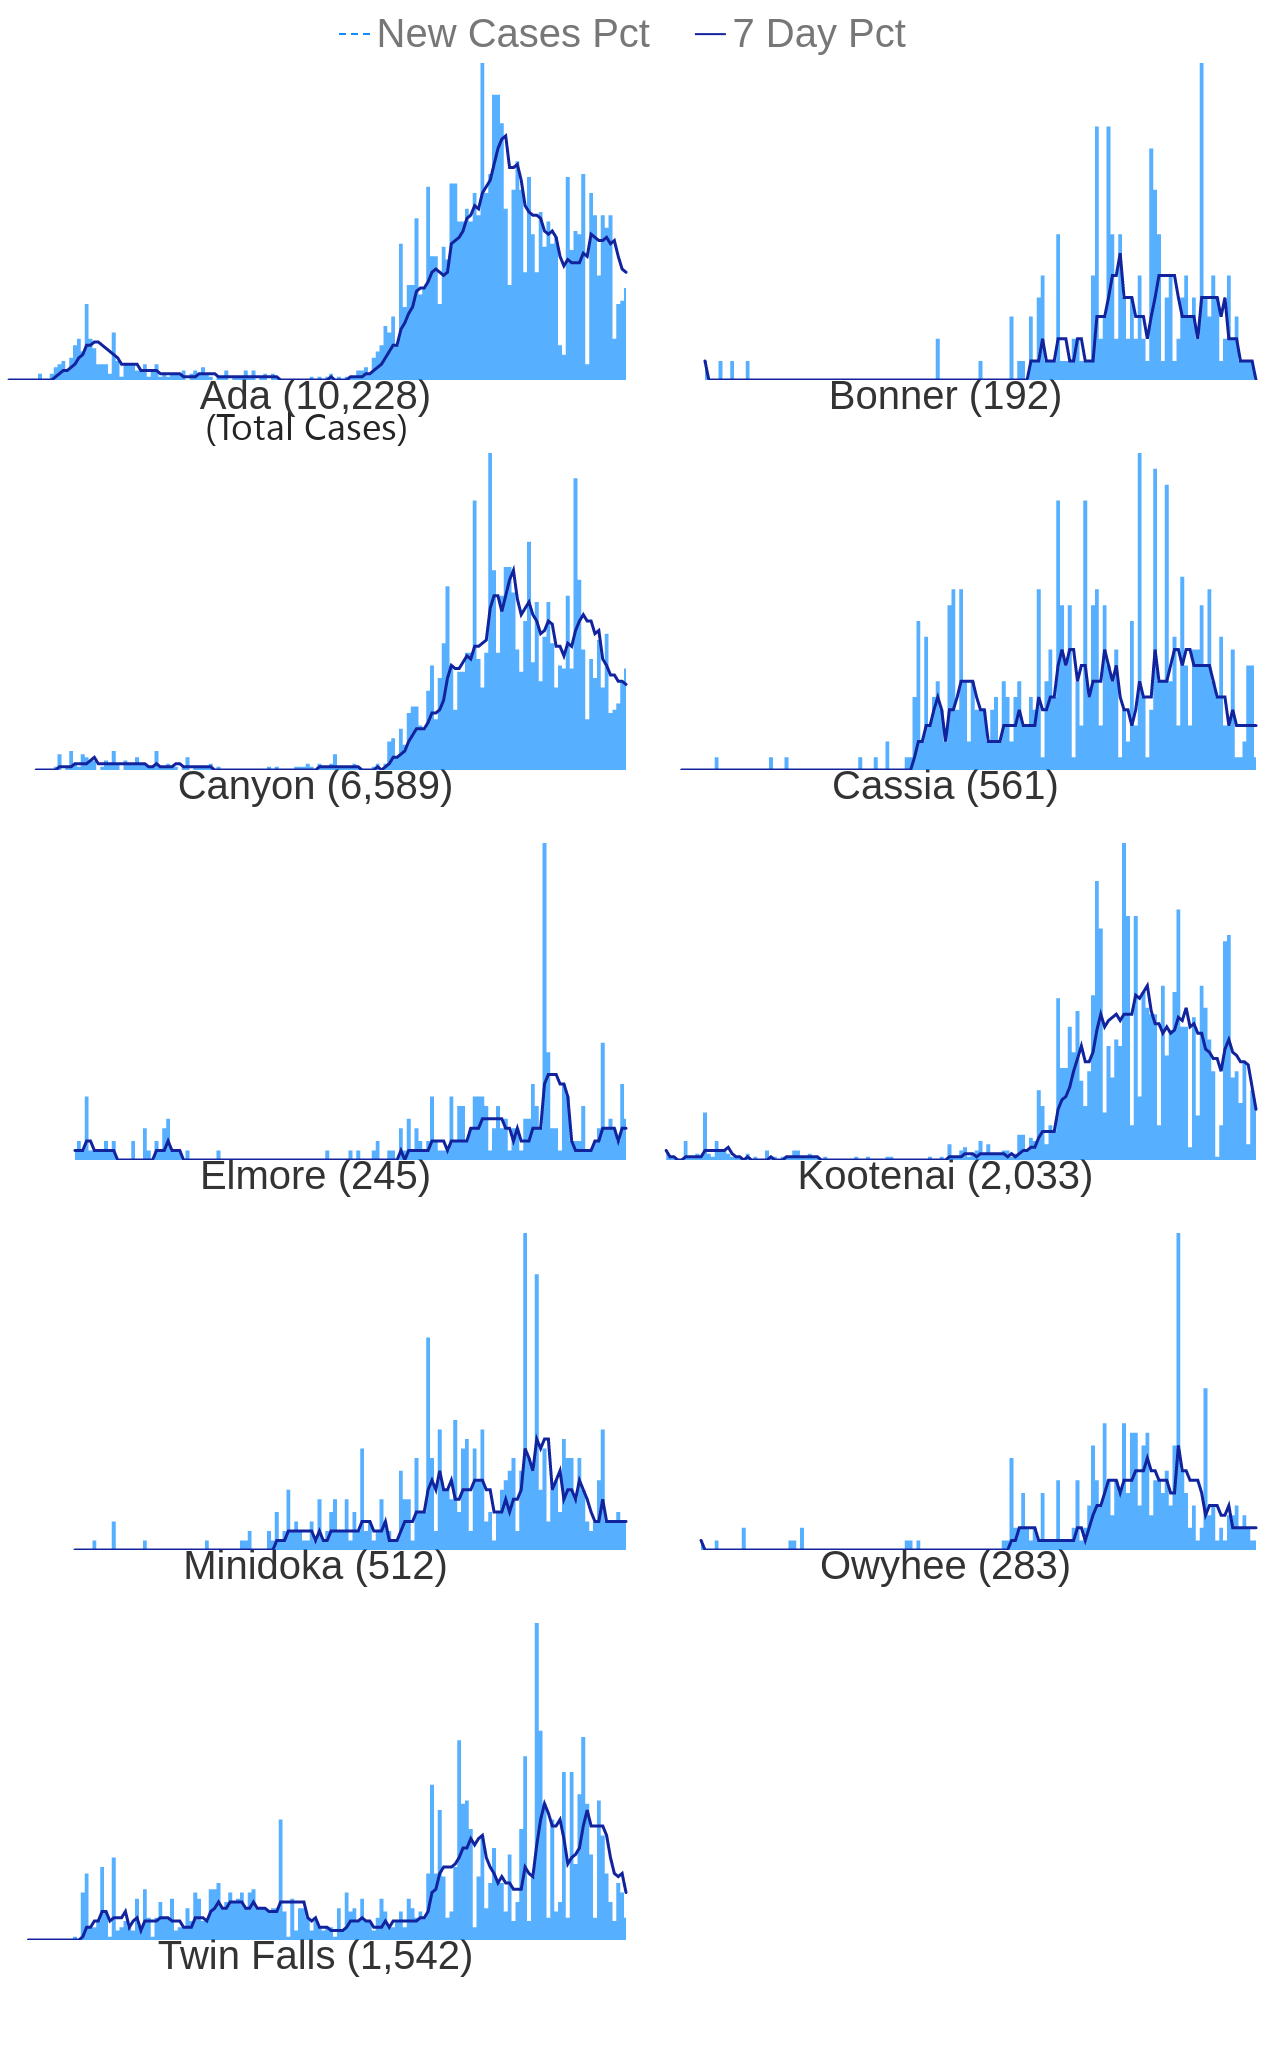 New Cases Pct 7 Day Pct
Ada (10,228)
(Total Cases)
Bonner (192)
Canyon (6,589)
Cassia (561)
Elmore (245)
Kootenai (2,033)
Minidoka (512)
Owyhee (283)
Twin Falls (1,542)